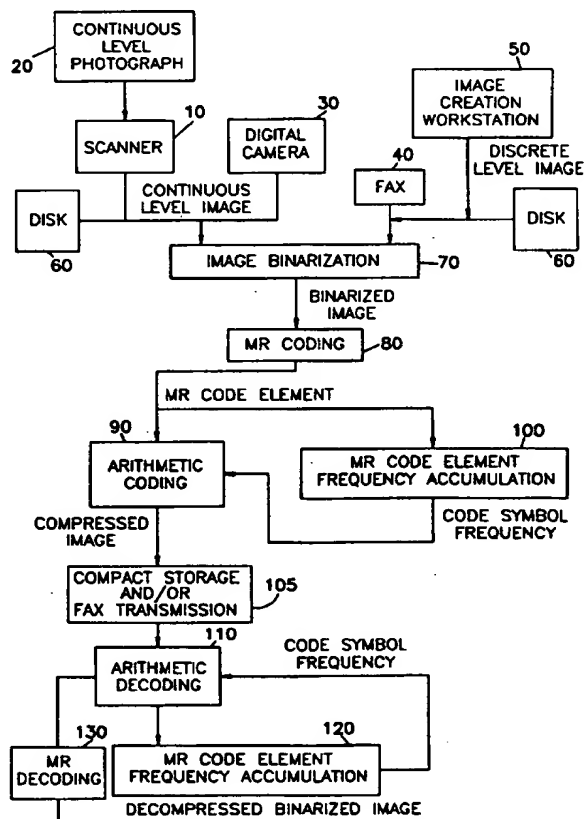 CONTINUOUS
LEVEL
PHOTOGRAPH
20
50
IMAGE
CREATION
WORKSTATION
10
SCANNER
30
DIGITAL
CAMERA
40
FAX
DISCRETE
LEVEL IMAGE
CONTINUOUS
LEVEL IMAGE
DISK
60
DISK
60
IMAGE BINARIZATION
70
BINARIZED
IMAGE
MR CODING
80
MR CODE ELEMENT
90
ARITHMETIC
CODING
100
MR CODE ELEMENT
FREQUENCY ACCUMULATION
CODE SYMBOL
FREQUENCY
COMPRESSED
IMAGE
COMPACT STORAGE
AND/OR
FAX TRANSMISSION
105
110
ARITHMETIC
DECODING
CODE SYMBOL
FREQUENCY
130
MR
DECODING
120
MR CODE ELEMENT
FREQUENCY ACCUMULATION
DECOMPRESSED BINARIZED IMAGE